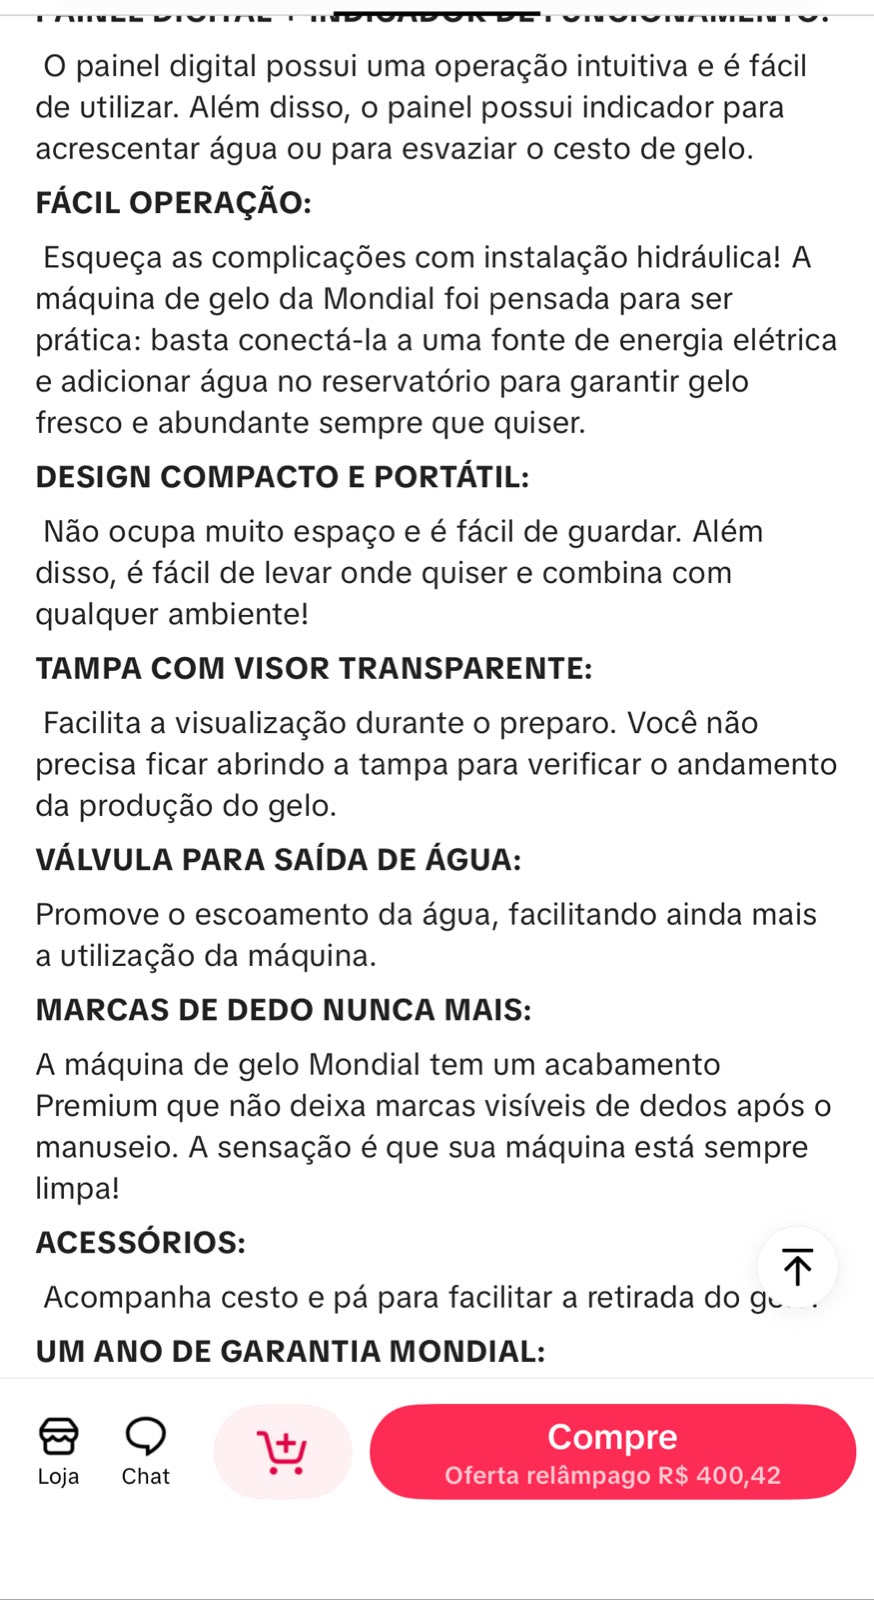 PAINEL DIGITAL + INDICADOR DE FUNCIONAMENTO:
O painel digital possui uma operação intuitiva e é fácil
de utilizar. Além disso, o painel possui indicador para
acrescentar água ou para esvaziar o cesto de gelo.
FÁCIL OPERAÇÃO:
Esqueça as complicações com instalação hidráulica! A
máquina de gelo da Mondial foi pensada para ser
prática: basta conectá-la a uma fonte de energia elétrica
e adicionar água no reservatório para garantir gelo
fresco e abundante sempre que quiser.
DESIGN COMPACTO E PORTÁTIL:
Não ocupa muito espaço e é fácil de guardar. Além
disso, é fácil de levar onde quiser e combina com
qualquer ambiente!
TAMPA COM VISOR TRANSPARENTE:
Facilita a visualização durante o preparo. Você não
precisa ficar abrindo a tampa para verificar o andamento
da produção do gelo.
VÁLVULA PARA SAÍDA DE ÁGUA:
Promove o escoamento da água, facilitando ainda mais
a utilização da máquina.
MARCAS DE DEDO NUNCA MAIS:
A máquina de gelo Mondial tem um acabamento
Premium que não deixa marcas visíveis de dedos após o
manuseio. A sensação é que sua máquina está sempre
limpa!
ACESSÓRIOS:
Acompanha cesto e pá para facilitar a retirada do
UM ANO DE GARANTIA MONDIAL:
Compre
Oferta relâmpago R$ 400,42
Loja
Chat